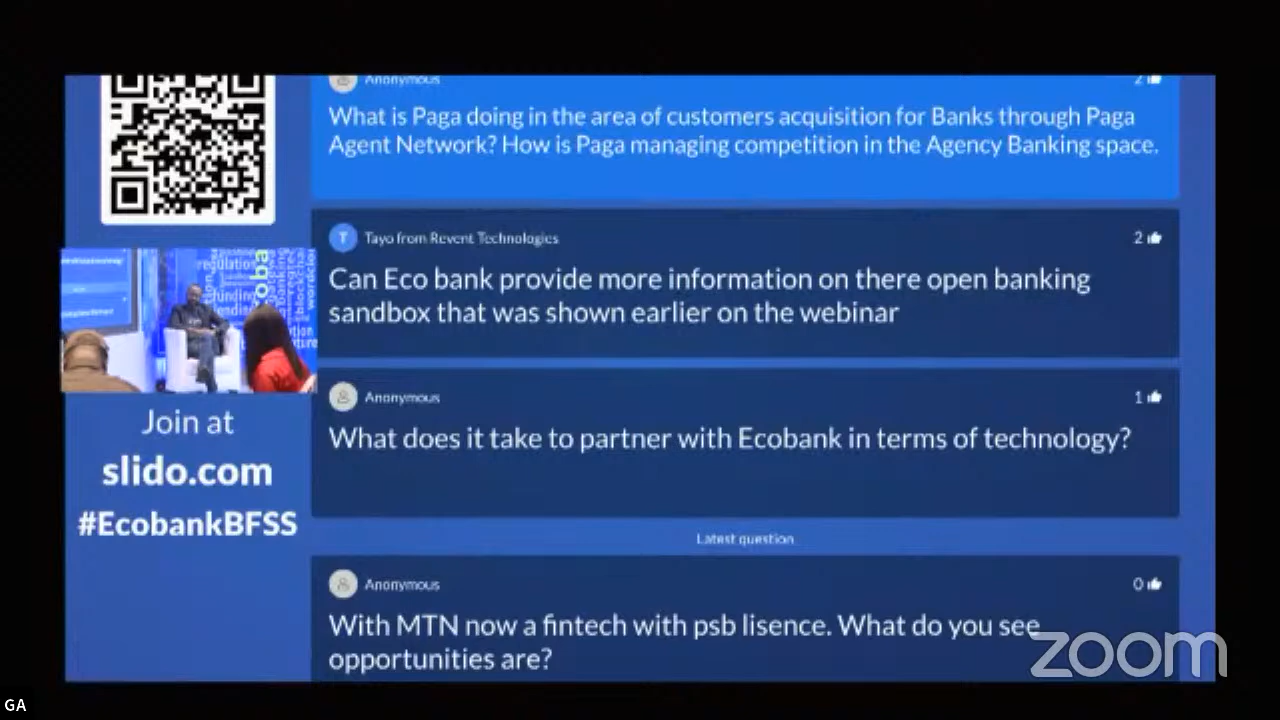 Anonymous
2
What is Paga doing in the area of customers acquisition for Banks through Paga
Agent Network? How is Paga managing competition in the Agency Banking space.
T Tayo from Revent Technologies
2
Can Eco bank provide more information on there open banking
sandbox that was shown earlier on the webinar
regulation
funding
Join at
slido.com
#EcobankBFSS
Anonymous
1
What does it take to partner with Ecobank in terms of technology?
Latest question
Anonymous
0
With MTN now a fintech with psb lisence. What do you see
opportunities are?
zoom
GA